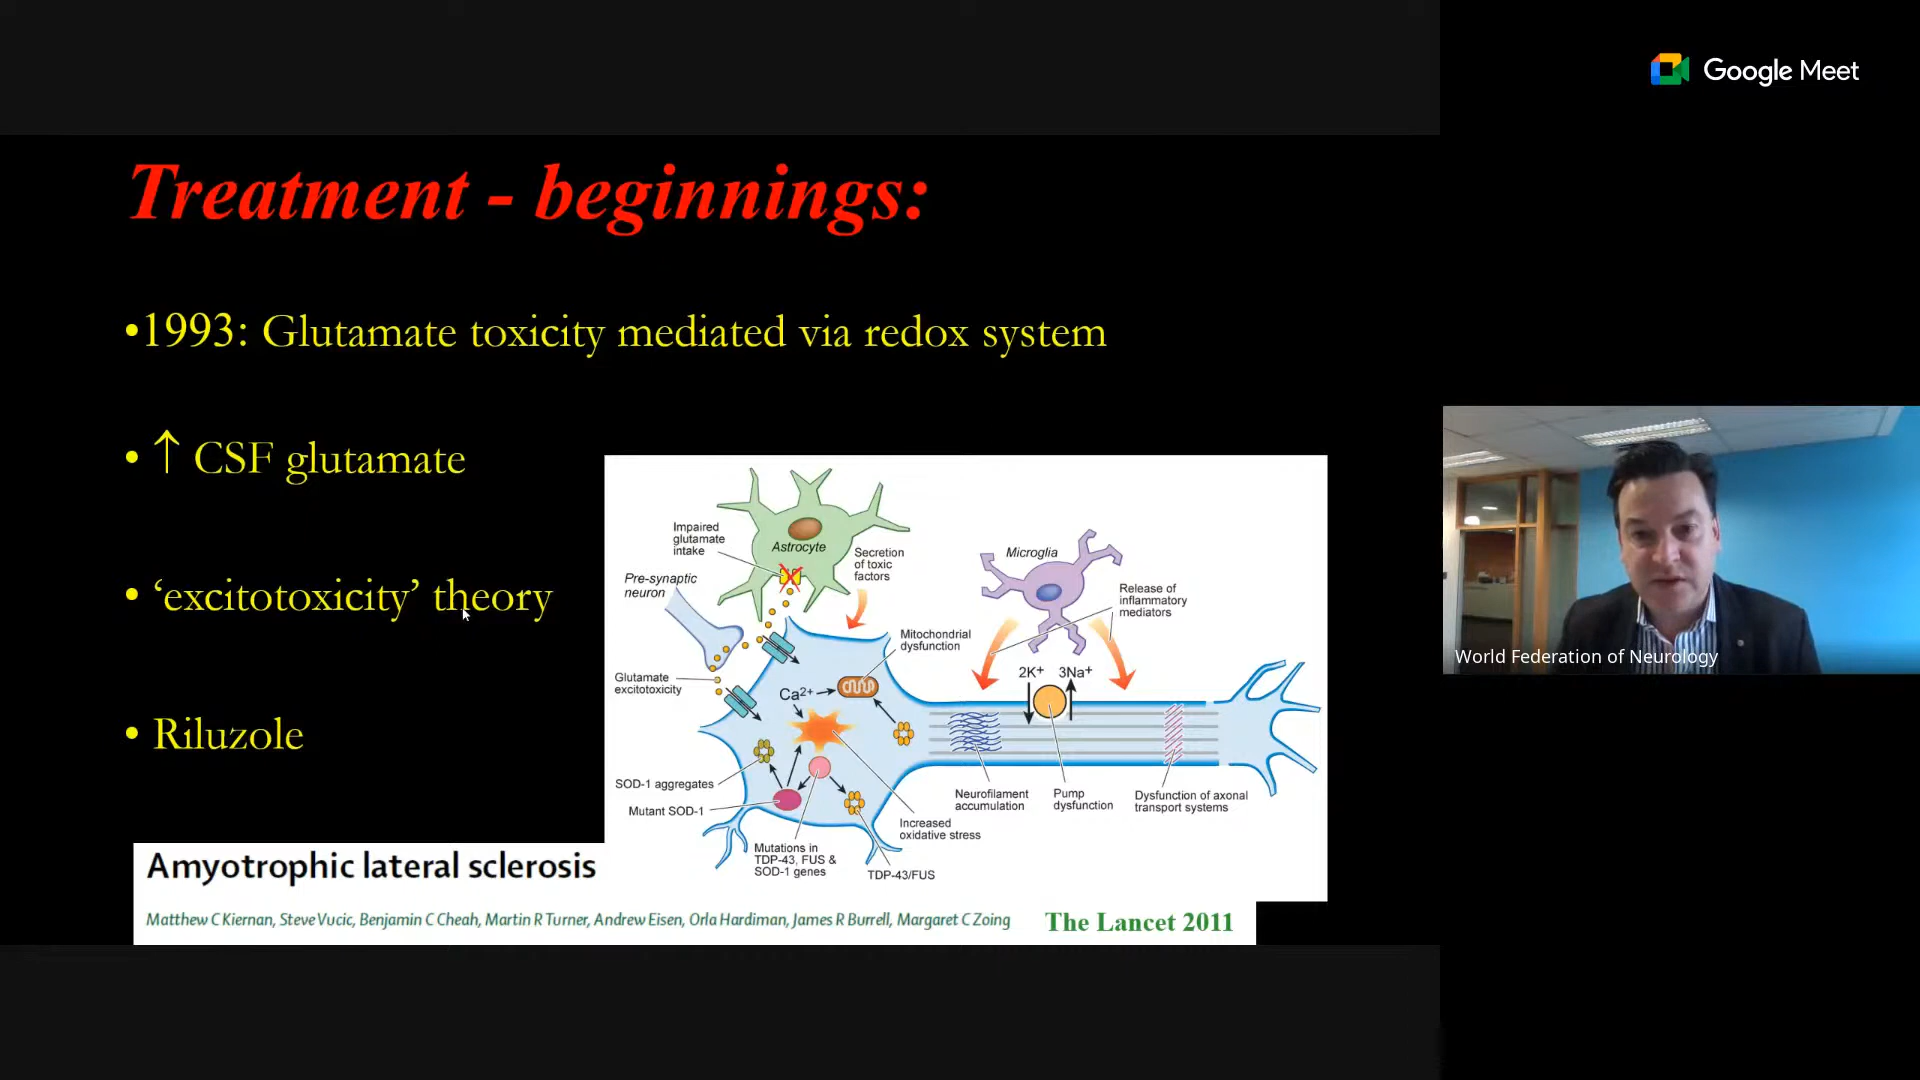 Google Meet
Treatment - beginnings:
•1993: Glutamate toxicity mediated via redox system
• ↑ CSF glutamate
• ‘excitotoxicity’ theory
• Riluzole
Impaired
glutamate
intake
Astrocyte
Secretion
of toxic
factors
Pre-synaptic
neuron
Microglia
Release of
inflammatory
mediators
Mitochondrial
dysfunction
Glutamate
excitotoxicity
Ca2+
2K+
3Na+
SOD-1 aggregates
Mutant SOD-1
Neurofilament
accumulation
Pump
dysfunction
Dysfunction of axonal
transport systems
Increased
oxidative stress
Mutations in
TDP-43, FUS &
SOD-1 genes
TDP-43/FUS
Amyotrophic lateral sclerosis
Matthew C Kiernan, Steve Vucic, Benjamin C Cheah, Martin R Turner, Andrew Eisen, Orla Hardiman, James R Burrell, Margaret C Zoing
The Lancet 2011
World Federation of Neurology